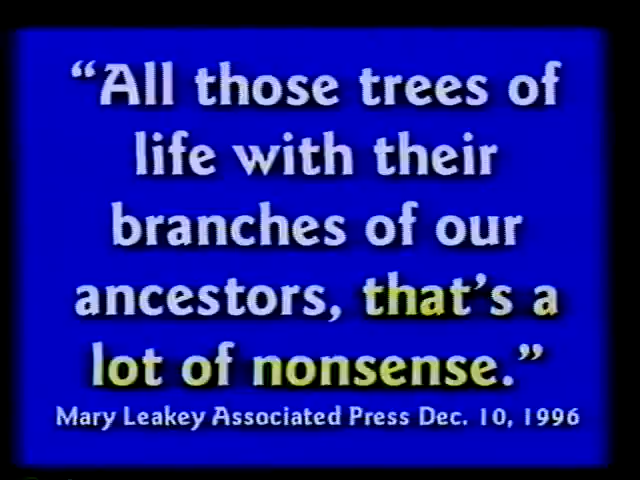 “All those trees of
life with their
branches of our
ancestors, that’s a
lot of nonsense.”
Mary Leakey Associated Press Dec. 10, 1996